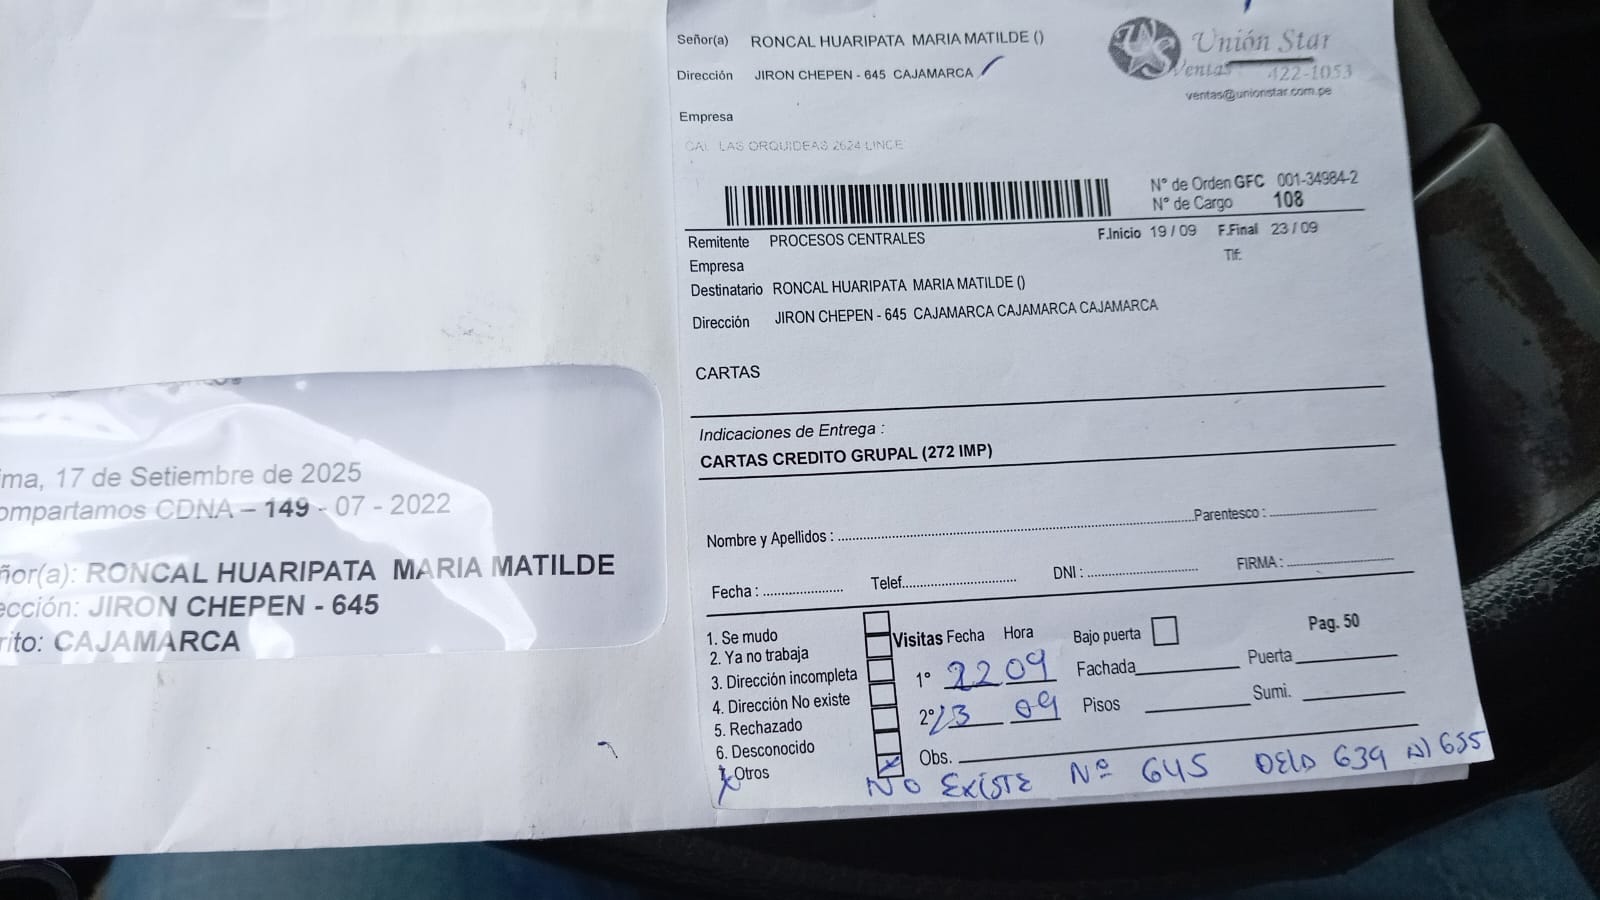 Señor(a) RONCAL HUARIPATA MARIA MATILDE ()
Dirección JIRON CHEPEN - 645 CAJAMARCA
Unión Star
Ventas 422-1053
ventas@unionstar.com.pe
Empresa
CAL LAS ORQUIDEAS 2624 LINCE
N° de Orden GFC 001-34984-2
N° de Cargo 108
Remitente PROCESOS CENTRALES
F.Inicio 19 / 09 F.Final 23 / 09
Empresa
Tlf:
Destinatario RONCAL HUARIPATA MARIA MATILDE ()
Dirección JIRON CHEPEN - 645 CAJAMARCA CAJAMARCA CAJAMARCA
CARTAS
Indicaciones de Entrega :
CARTAS CREDITO GRUPAL (272 IMP)
Nombre y Apellidos : Parentesco :
Fecha : Telef. DNI : FIRMA :
1. Se mudo
2. Ya no trabaja
3. Dirección incompleta
4. Dirección No existe
5. Rechazado
6. Desconocido
Otros
Visitas Fecha Hora
1° 22 09
2° 23 09
Obs.
Bajo puerta
Fachada
Pisos
Pag. 50
Puerta
Sumi.
NO EXISTE Nº 645 DELD 639 Al 655
ma, 17 de Setiembre de 2025
ompartamos CDNA – 149 - 07 - 2022
ñor(a): RONCAL HUARIPATA MARIA MATILDE
ección: JIRON CHEPEN - 645
rito: CAJAMARCA